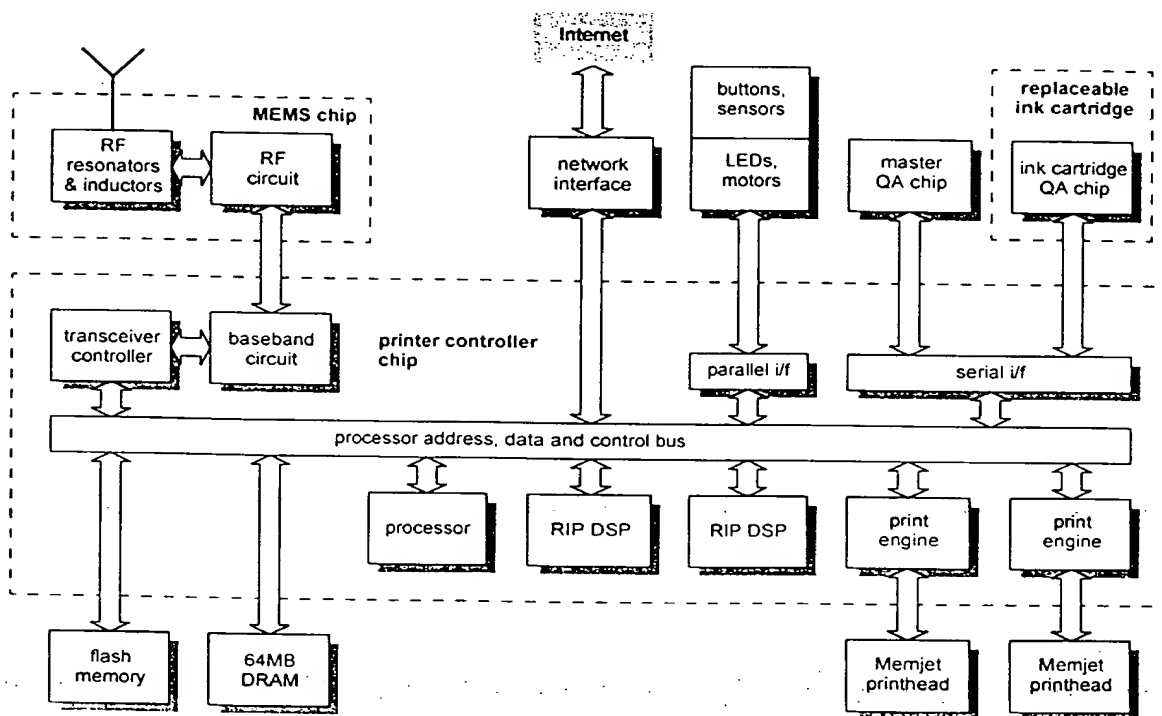 Internet
MEMS chip
RF
resonators
& inductors
RF
circuit
network
interface
buttons,
sensors
LEDs,
motors
master
QA chip
replaceable
ink cartridge
ink cartridge
QA chip
transceiver
controller
baseband
circuit
printer controller
chip
parallel i/f
serial i/f
processor address, data and control bus
processor
RIP DSP
RIP DSP
print
engine
print
engine
flash
memory
64MB
DRAM
Memjet
printhead
Memjet
printhead